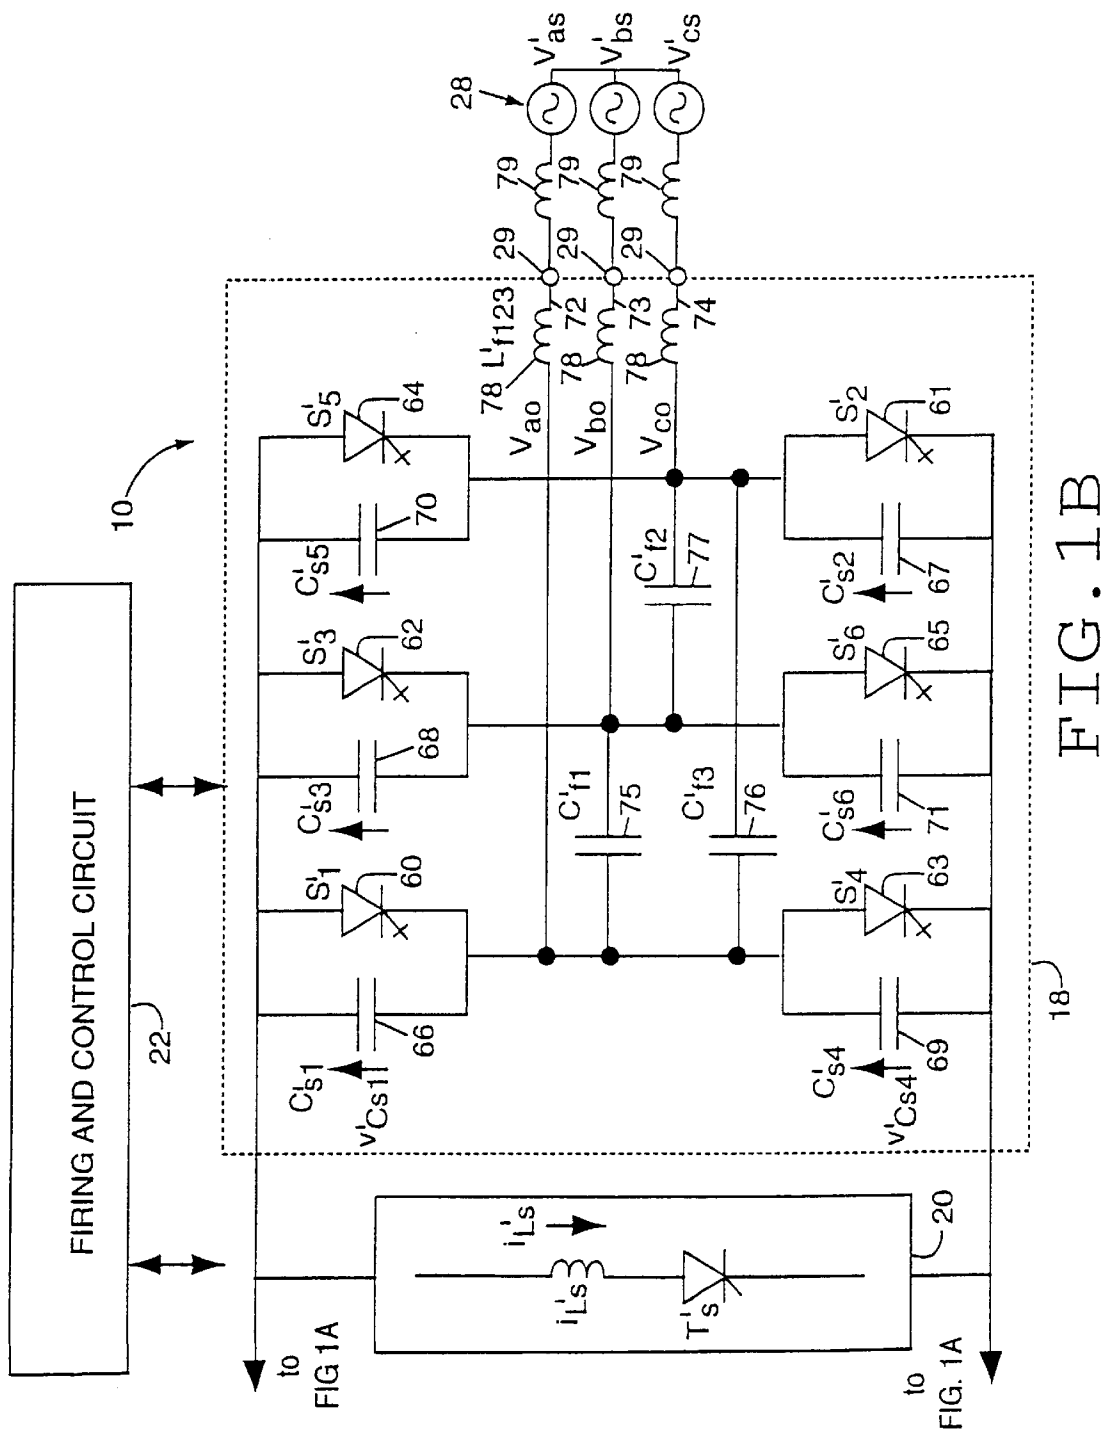 FIRING AND CONTROL CIRCUIT
22
10
28
to
FIG 1A
C's1
v'Cs1
66
S'1
60
C's3
68
S'3
62
C's5
70
S'5
64
i'Ls
i'Ls
T's
20
Vao
78
L'f123
72
29
79
V'as
Vbo
78
73
29
79
V'bs
Vco
78
74
29
79
V'cs
C'f1
75
C'f2
77
C'f3
76
C's4
v'Cs4
69
S'4
63
C's6
71
S'6
65
C's2
67
S'2
61
to
FIG. 1A
18
FIG. 1B